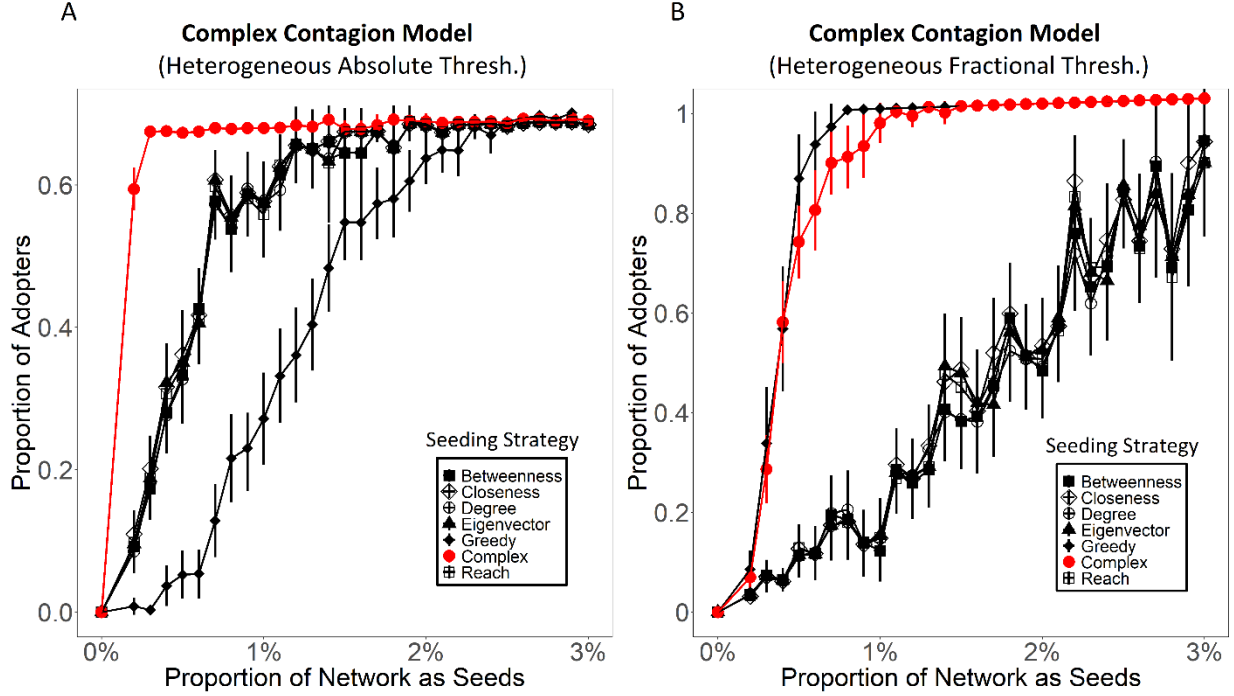 A
Complex Contagion Model
(Heterogeneous Absolute Thresh.)
Proportion of Adopters
0.6
0.4
0.2
0.0
Seeding Strategy
Betweenness
Closeness
Degree
Eigenvector
Greedy
Complex
Reach
0%
1%
2%
3%
Proportion of Network as Seeds
B
Complex Contagion Model
(Heterogeneous Fractional Thresh.)
Proportion of Adopters
1
0.8
0.6
0.4
0.2
0
Seeding Strategy
Betweenness
Closeness
Degree
Eigenvector
Greedy
Complex
Reach
0%
1%
2%
3%
Proportion of Network as Seeds